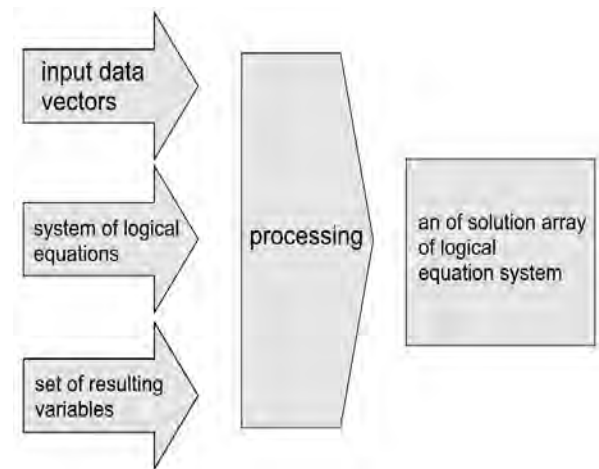 input data
vectors
system of logical
equations
set of resulting
variables
processing
an of solution array
of logical
equation system